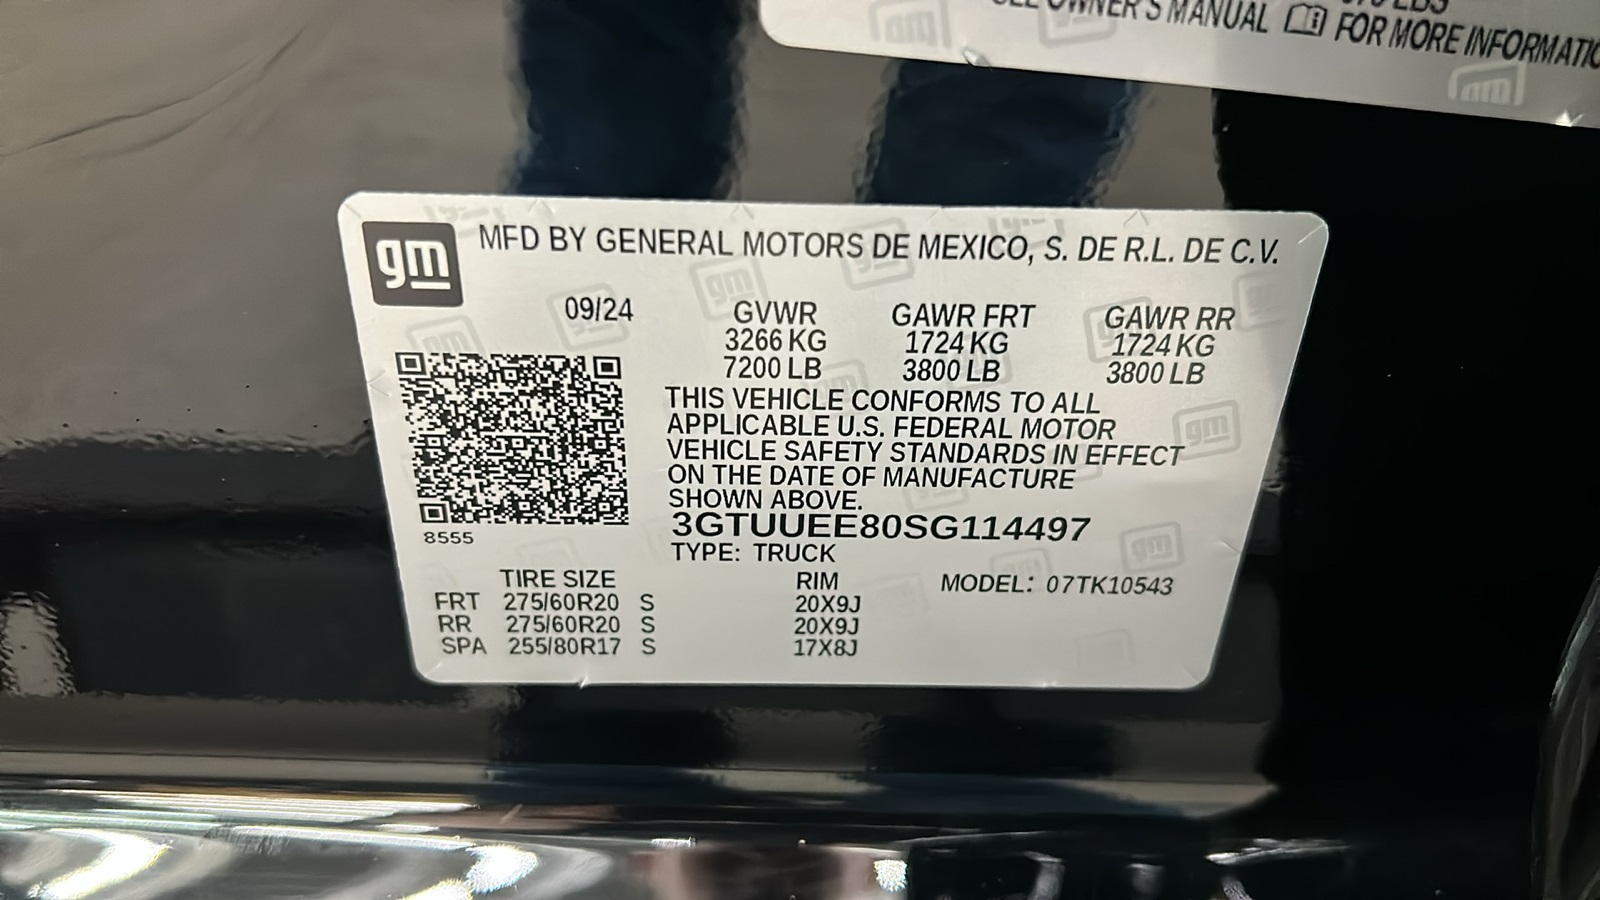 OWNER'S MANUAL FOR MORE INFORMATIO
gm
MFD BY GENERAL MOTORS DE MEXICO, S. DE R.L. DE C.V.
09/24 GVWR GAWR FRT GAWR RR
3266 KG 1724 KG 1724 KG
7200 LB 3800 LB 3800 LB
THIS VEHICLE CONFORMS TO ALL
APPLICABLE U.S. FEDERAL MOTOR
VEHICLE SAFETY STANDARDS IN EFFECT
ON THE DATE OF MANUFACTURE
SHOWN ABOVE.
3GTUUEE80SG114497
8555
TYPE: TRUCK
TIRE SIZE RIM MODEL: 07TK10543
FRT 275/60R20 S 20X9J
RR 275/60R20 S 20X9J
SPA 255/80R17 S 17X8J